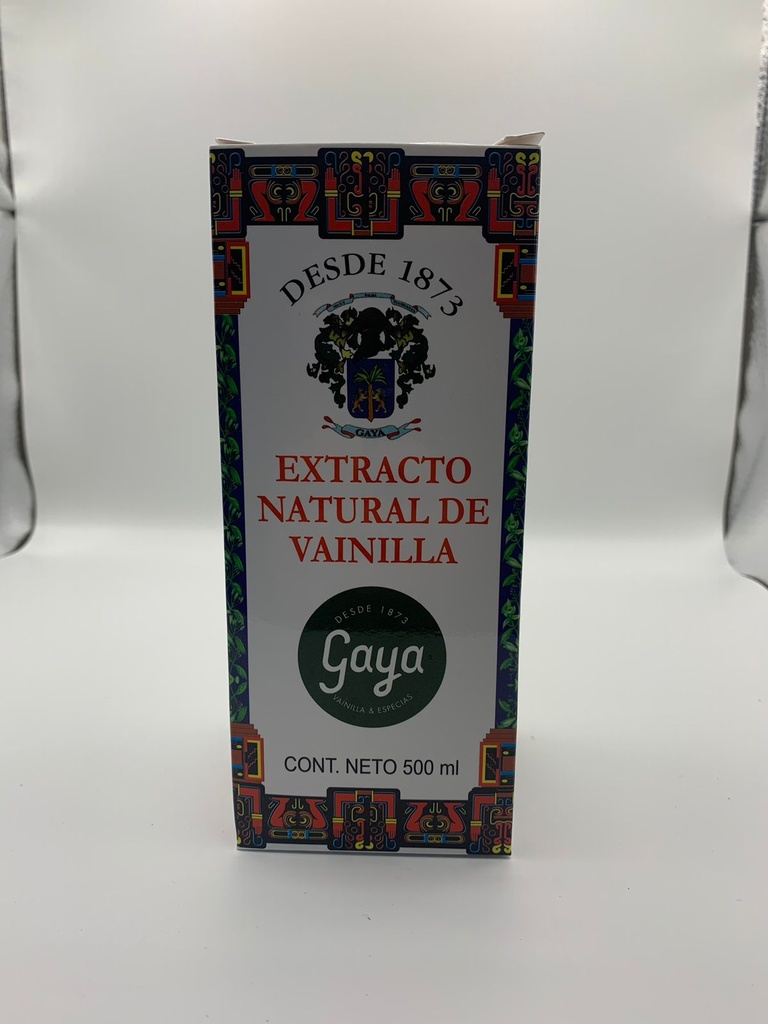 DESDE 1873
GAYA
EXTRACTO
NATURAL DE
VAINILLA
DESDE 1873
Gaya
VAINILLA & ESPECIAS
CONT. NETO 500 ml